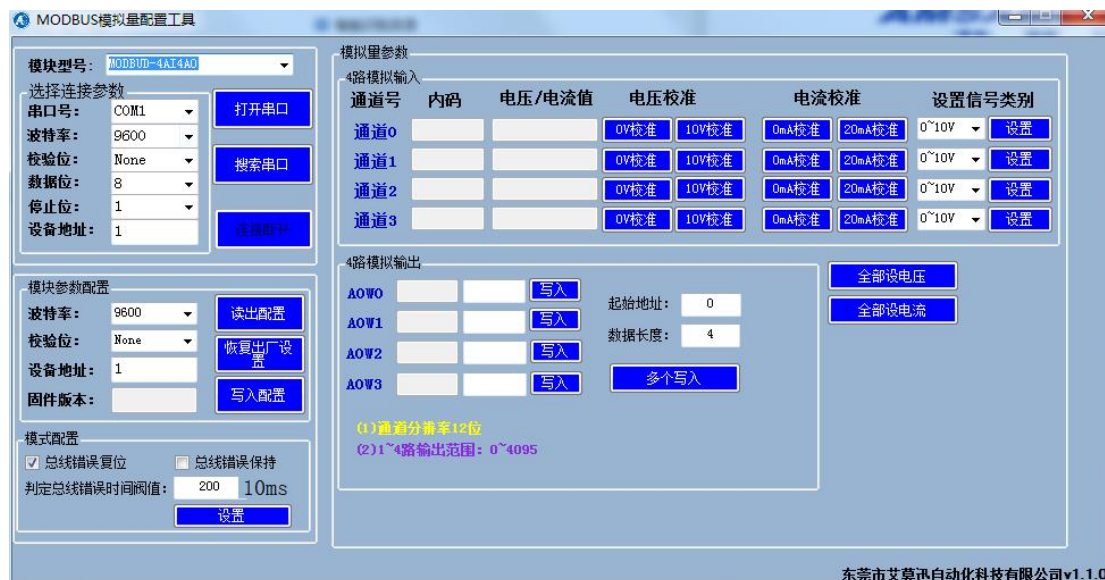 MODBUS模拟量配置工具
模块型号： MODBUD-4AI4AO
选择连接参数
串口号： COM1 打开串口
波特率： 9600
校验位： None 搜索串口
数据位： 8
停止位： 1
设备地址： 1
模块参数配置
波特率： 9600 读出配置
校验位： None 恢复出厂设置
设备地址： 1
固件版本： 写入配置
模式配置
总线错误复位 总线错误保持
判定总线错误时间阀值： 200 10ms
设置
模拟量参数
4路模拟输入
通道号 内码 电压/电流值 电压校准 电流校准 设置信号类别
通道0 0V校准 10V校准 0mA校准 20mA校准 0~10V 设置
通道1 0V校准 10V校准 0mA校准 20mA校准 0~10V 设置
通道2 0V校准 10V校准 0mA校准 20mA校准 0~10V 设置
通道3 0V校准 10V校准 0mA校准 20mA校准 0~10V 设置
4路模拟输出
AOW0 写入
AOW1 写入
AOW2 写入
AOW3 写入
起始地址： 0
数据长度： 4
多个写入
全部设电压
全部设电流
(1)通道分辨率12位
(2)1~4路输出范围：0~4095
东莞市艾莫迅自动化科技有限公司v1.1.0